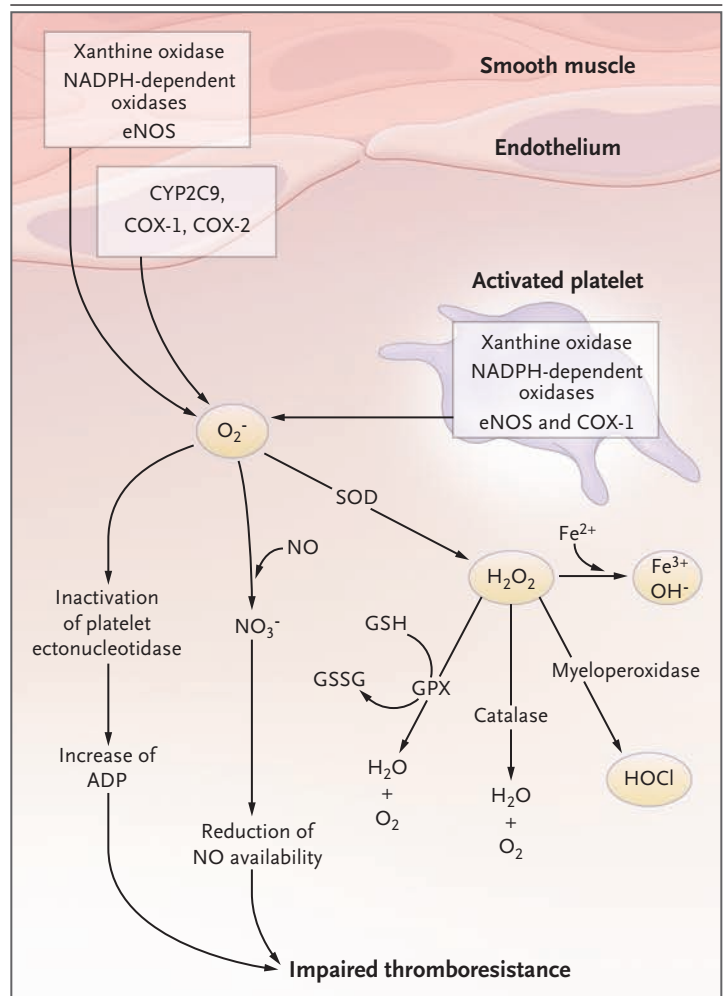 Xanthine oxidase
NADPH-dependent
oxidases
eNOS
Smooth muscle
Endothelium
CYP2C9,
COX-1, COX-2
Activated platelet
Xanthine oxidase
NADPH-dependent
oxidases
eNOS and COX-1
O₂⁻
SOD
NO
Fe²⁺
H₂O₂
Fe³⁺
OH⁻
Inactivation
of platelet
ectonucleotidase
NO₃⁻
GSH
GSSG
GPX
Myeloperoxidase
Catalase
Increase of
ADP
H₂O
+
O₂
H₂O
+
O₂
HOCl
Reduction of
NO availability
Impaired thromboresistance